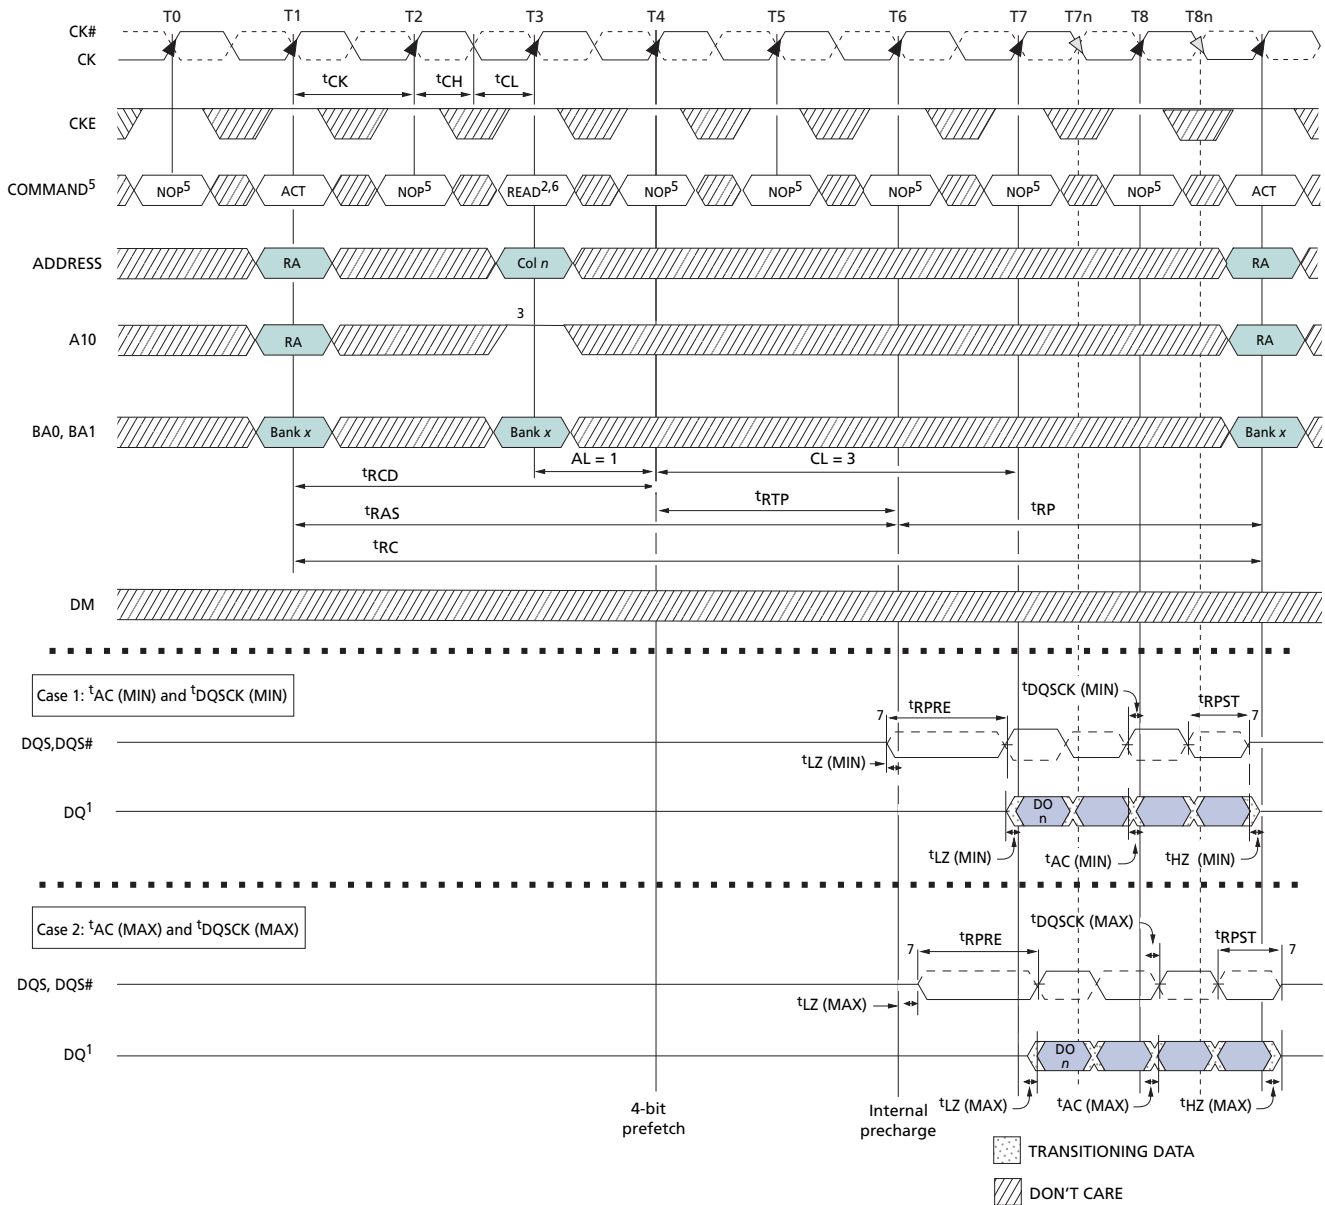 T0 T1 T2 T3 T4 T5 T6 T7 T7n T8 T8n
CK#
CK
tCK tCH tCL
CKE
COMMAND5 NOP5 ACT NOP5 READ2,6 NOP5 NOP5 NOP5 NOP5 NOP5 ACT
ADDRESS RA Col n RA
3
A10 RA RA
BA0, BA1 Bank x Bank x Bank x
AL = 1 CL = 3
tRCD
tRTP
tRAS tRP
tRC
DM
Case 1: tAC (MIN) and tDQSCK (MIN)
tDQSCK (MIN)
7 tRPRE tRPST 7
DQS,DQS#
tLZ (MIN)
DQ1 DO
n
tLZ (MIN) tAC (MIN) tHZ (MIN)
Case 2: tAC (MAX) and tDQSCK (MAX)
tDQSCK (MAX)
7 tRPRE tRPST 7
DQS, DQS#
tLZ (MAX)
DQ1 DO
n
tLZ (MAX) tAC (MAX) tHZ (MAX)
4-bit
prefetch
Internal
precharge
TRANSITIONING DATA
DON'T CARE